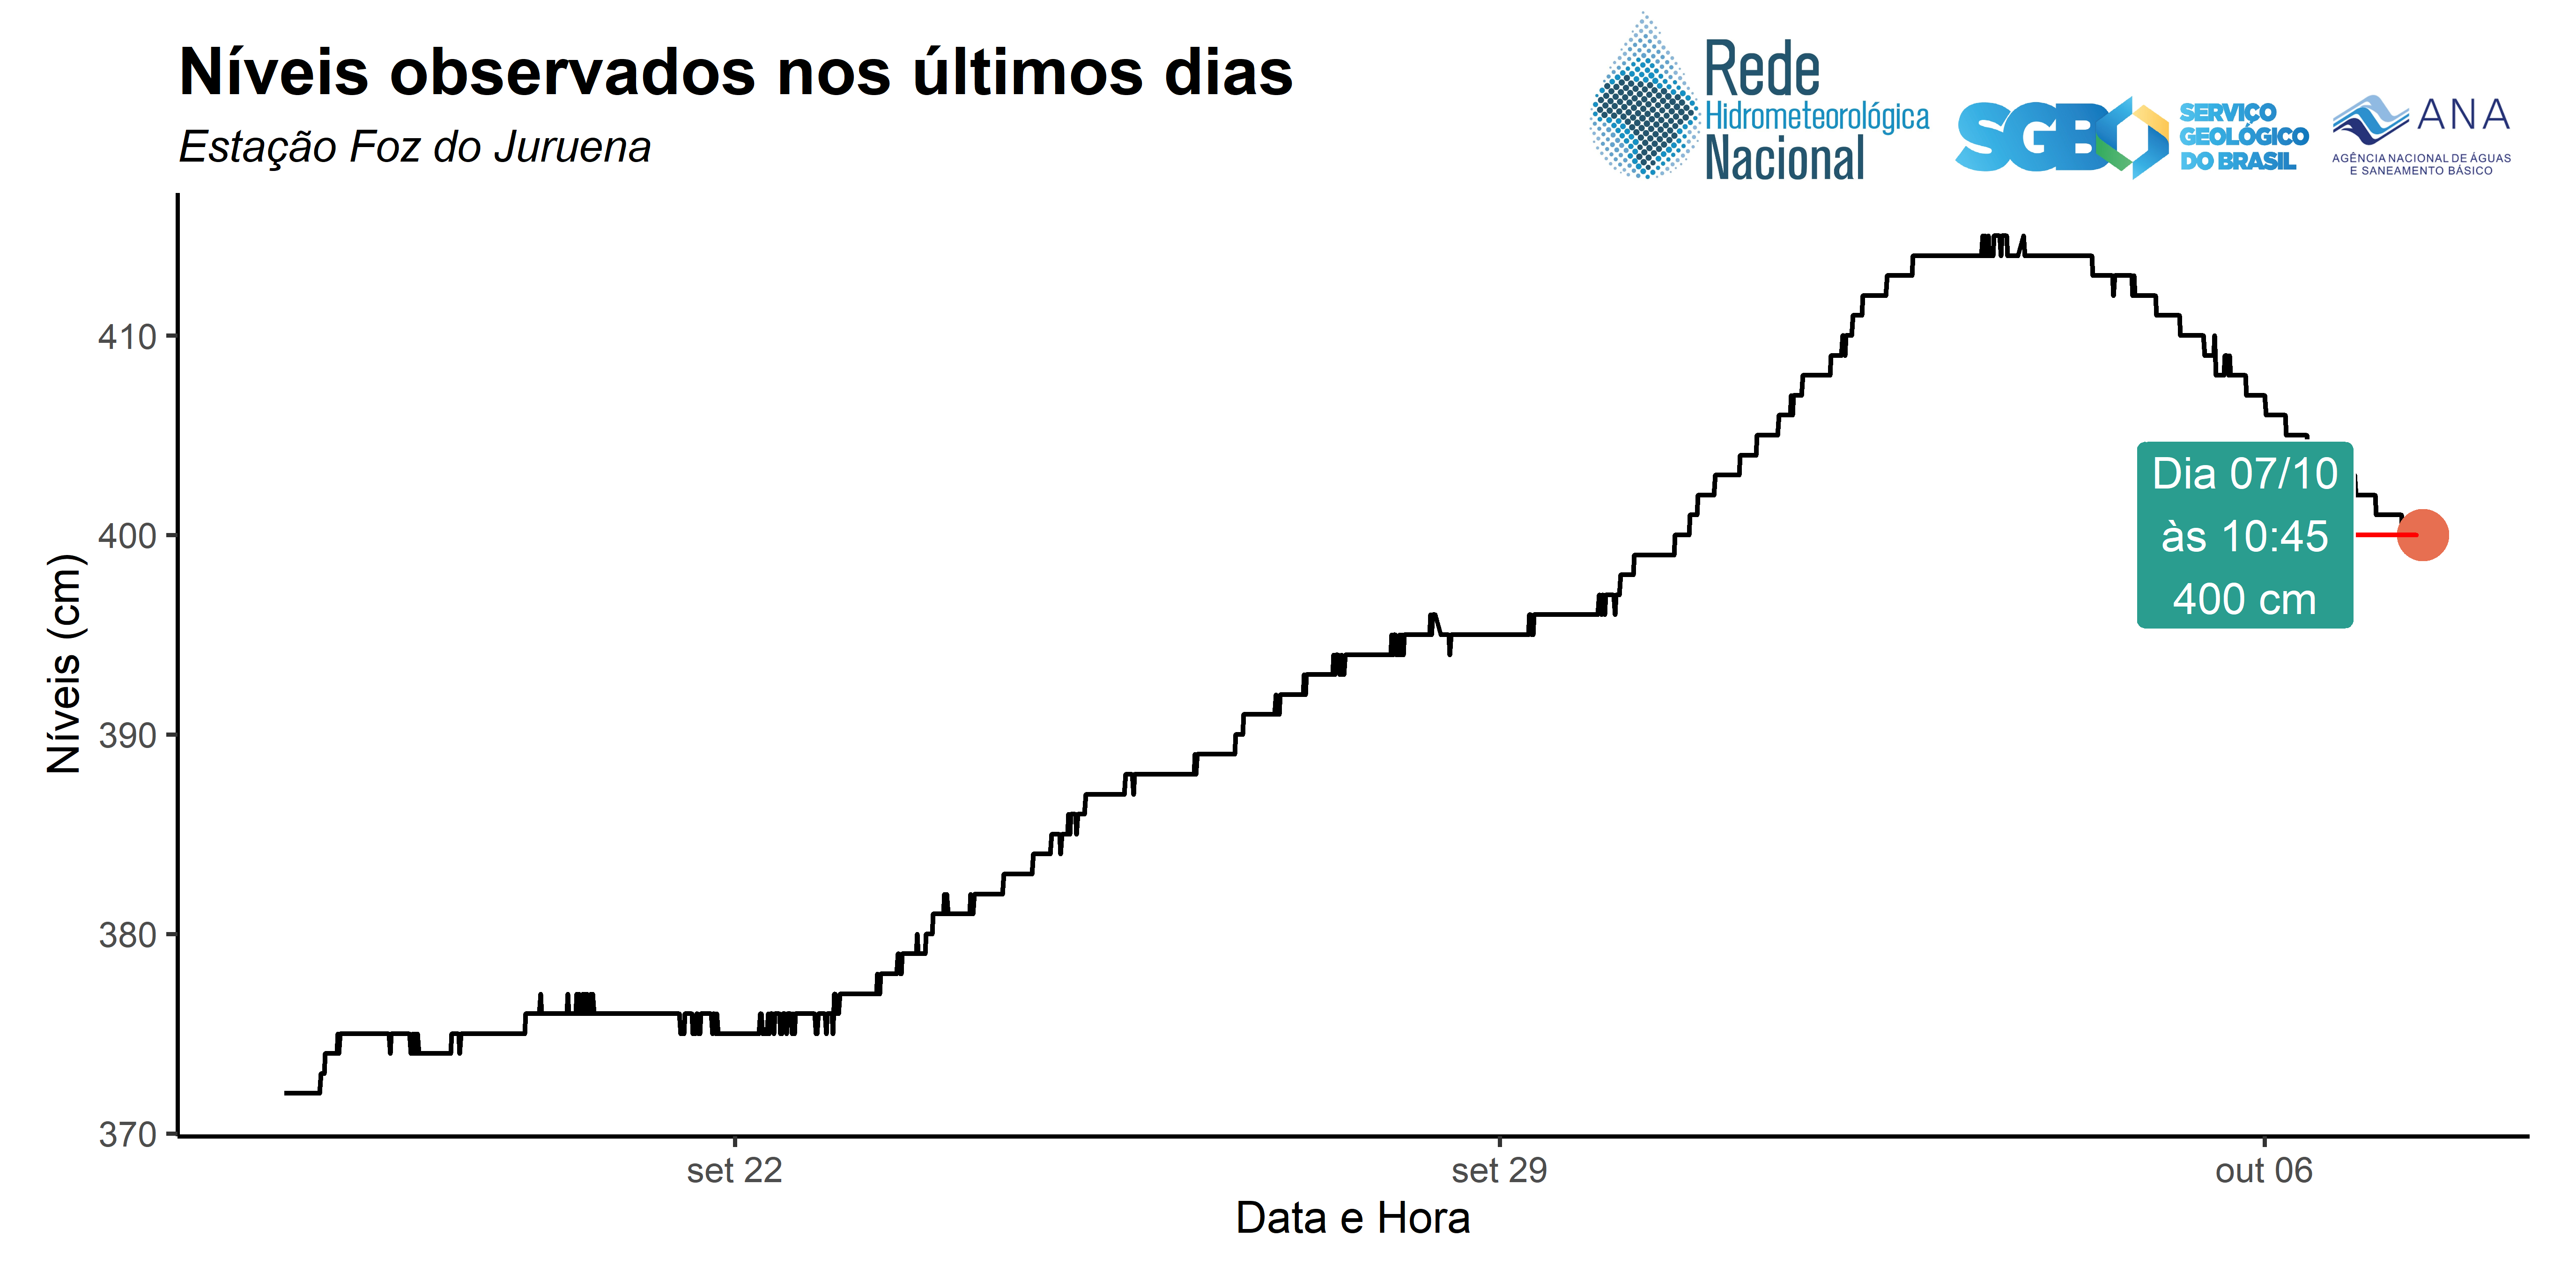 Níveis observados nos últimos dias
Estação Foz do Juruena
Rede
Hidrometeorológica
Nacional
SGB
SERVIÇO
GEOLÓGICO
DO BRASIL
ANA
AGÊNCIA NACIONAL DE ÁGUAS
E SANEAMENTO BÁSICO
Níveis (cm)
410
400
390
380
370
Dia 07/10
às 10:45
400 cm
set 22
set 29
out 06
Data e Hora